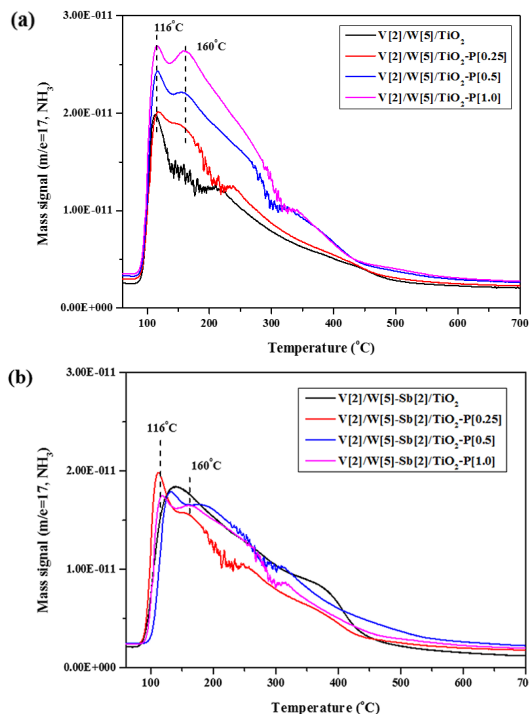 (a)
116°C
160°C
V[2]/W[5]/TiO2
V[2]/W[5]/TiO2-P[0.25]
V[2]/W[5]/TiO2-P[0.5]
V[2]/W[5]/TiO2-P[1.0]
3.00E-011
2.00E-011
1.00E-011
0.00E+000
Mass signal (m/e=17, NH3)
100 200 300 400 500 600 700
Temperature (°C)
(b)
116°C
160°C
V[2]/W[5]-Sb[2]/TiO2
V[2]/W[5]-Sb[2]/TiO2-P[0.25]
V[2]/W[5]-Sb[2]/TiO2-P[0.5]
V[2]/W[5]-Sb[2]/TiO2-P[1.0]
3.00E-011
2.00E-011
1.00E-011
0.00E+000
Mass signal (m/e=17, NH3)
100 200 300 400 500 600 70
Temperature (°C)